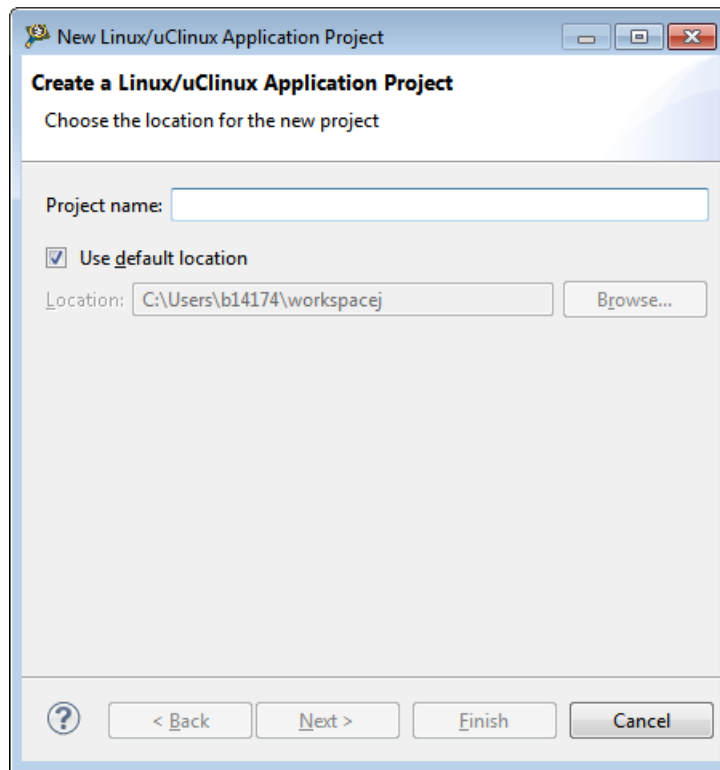 New Linux/uClinux Application Project
Create a Linux/uClinux Application Project
Choose the location for the new project
Project name:
Use default location
Location: C:\Users\b14174\workspacej Browse...
? < Back Next > Finish Cancel